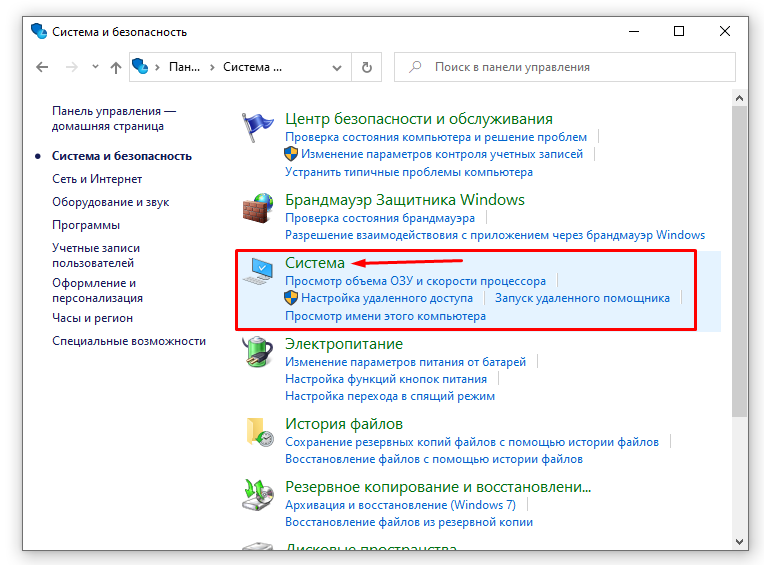 Система и безопасность
Пан... Система ...
Поиск в панели управления
Панель управления —
домашняя страница
Система и безопасность
Сеть и Интернет
Оборудование и звук
Программы
Учетные записи
пользователей
Оформление и
персонализация
Часы и регион
Специальные возможности
Центр безопасности и обслуживания
Проверка состояния компьютера и решение проблем
Изменение параметров контроля учетных записей
Устранить типичные проблемы компьютера
Брандмауэр Защитника Windows
Проверка состояния брандмауэра
Разрешение взаимодействовия с приложением через брандмауэр Windows
Система
Просмотр объема ОЗУ и скорости процессора
Настройка удаленного доступа Запуск удаленного помощника
Просмотр имени этого компьютера
Электропитание
Изменение параметров питания от батарей
Настройка функций кнопок питания
Настройка перехода в спящий режим
История файлов
Сохранение резервных копий файлов с помощью истории файлов
Восстановление файлов с помощью истории файлов
Резервное копирование и восстановлени...
Архивация и восстановление (Windows 7)
Восстановление файлов из резервной копии
Дисковые пространства